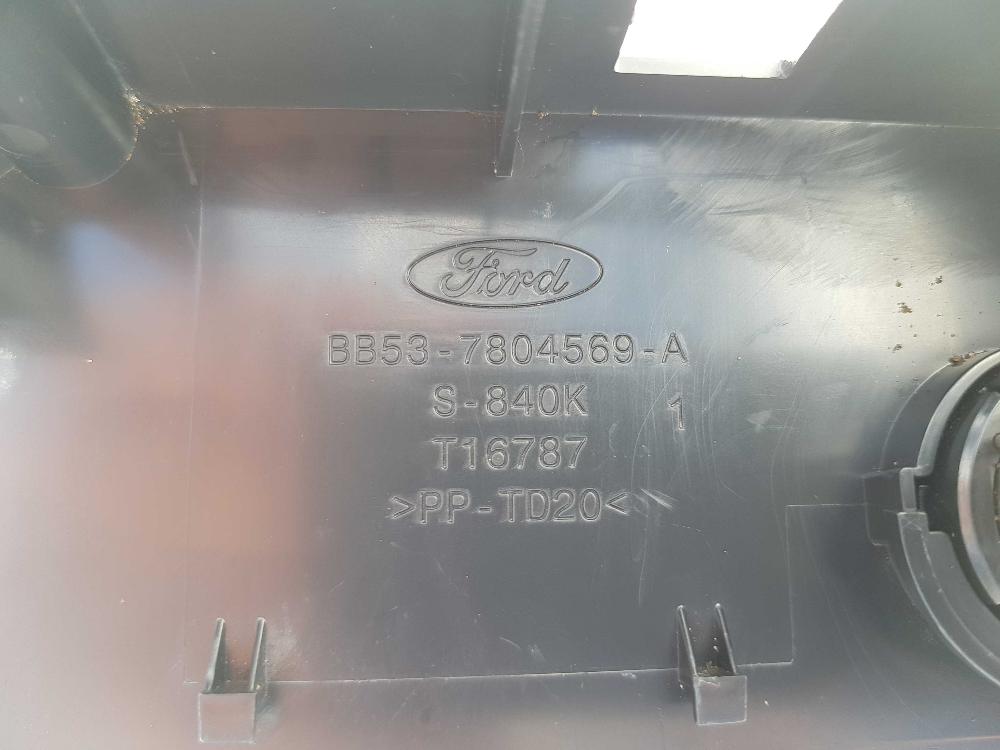 Ford
BB53-7804569-A
S-840K 1
T16787
>PP-TD20<